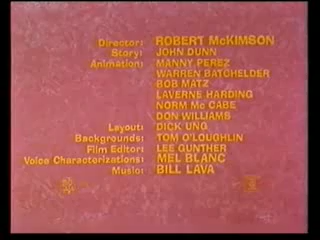 Director: ROBERT McKIMSON
Story: JOHN DUNN
Animation: MANNY PEREZ
WARREN BATCHELDER
BOB MATZ
LAVERNE HARDING
NORM Mc CABE
DON WILLIAMS
Layout: DICK UNG
Backgrounds: TOM O'LOUGHLIN
Film Editor: LEE GUNTHER
Voice Characterizations: MEL BLANC
Music: BILL LAVA